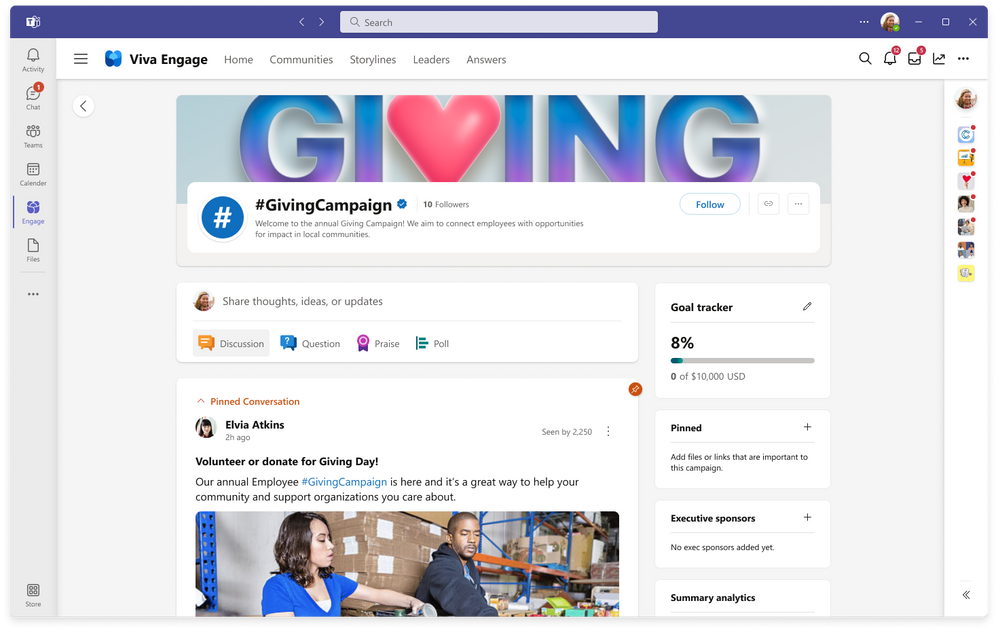 Search
Activity
1
Chat
Teams
Calender
Engage
Files
Store
Viva Engage
Home
Communities
Storylines
Leaders
Answers
12
5
GIVING
#
#GivingCampaign
10 Followers
Welcome to the annual Giving Campaign! We aim to connect employees with opportunities
for impact in local communities.
Follow
Share thoughts, ideas, or updates
Discussion
Question
Praise
Poll
Pinned Conversation
Elvia Atkins
2h ago
Seen by 2,250
Volunteer or donate for Giving Day!
Our annual Employee #GivingCampaign is here and it's a great way to help your
community and support organizations you care about.
Goal tracker
8%
0 of $10,000 USD
Pinned
Add files or links that are important to
this campaign.
Executive sponsors
No exec sponsors added yet.
Summary analytics